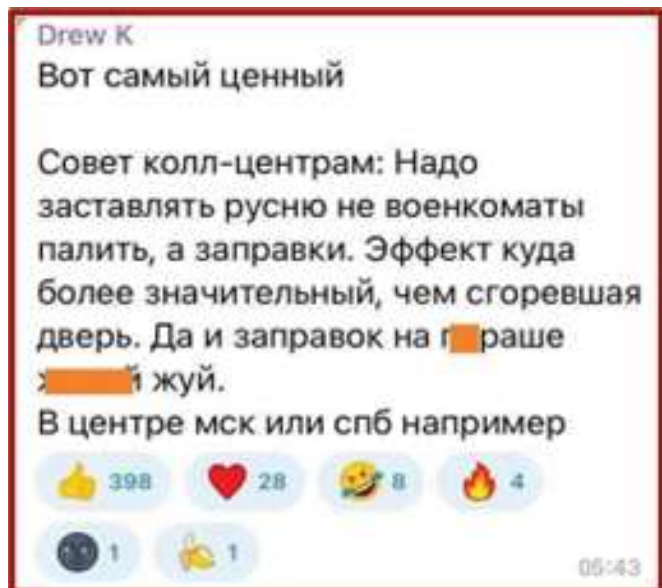 Drew K
Вот самый ценный
Совет колл-центрам: Надо
заставлять русню не военкоматы
палить, а заправки. Эффект куда
более значительный, чем сгоревшая
дверь. Да и заправок на п раше
й жуй.
В центре мск или спб например
398 28 8 4
1 1
05:43